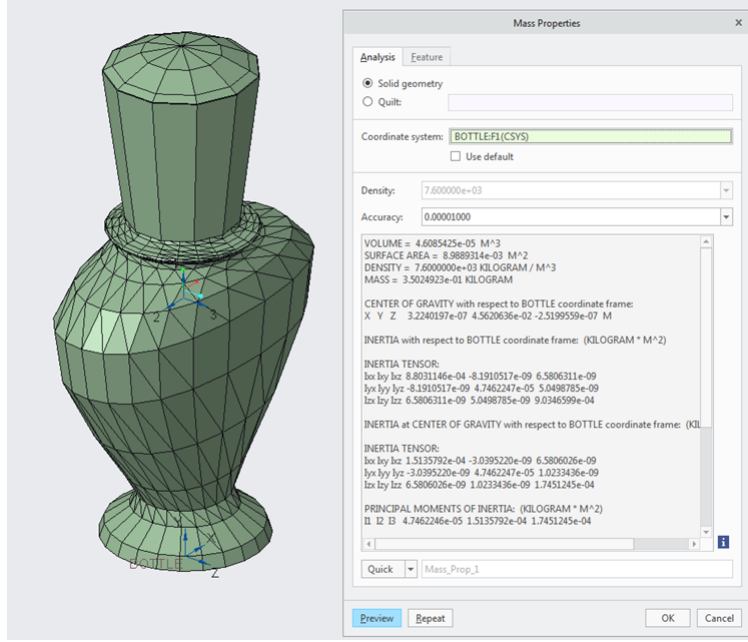 Mass Properties
x
Analysis
Feature
Solid geometry
Quilt:
Coordinate system:
BOTTLE:F1(CSYS)
Use default
Density:
7.600000e+03
Accuracy:
0.00001000
VOLUME = 4.6085425e-05 M^3
SURFACE AREA = 8.9889314e-03 M^2
DENSITY = 7.6000000e+03 KILOGRAM / M^3
MASS = 3.5024923e-01 KILOGRAM
CENTER OF GRAVITY with respect to BOTTLE coordinate frame:
X Y Z 3.2240197e-07 4.5620636e-02 -2.5199559e-07 M
INERTIA with respect to BOTTLE coordinate frame: (KILOGRAM * M^2)
INERTIA TENSOR:
Ixx Ixy Ixz 8.8031146e-04 -8.1910517e-09 6.5806311e-09
Iyx Iyy Iyz -8.1910517e-09 4.7462247e-05 5.0498785e-09
Izx Izy Izz 6.5806311e-09 5.0498785e-09 9.0346599e-04
INERTIA at CENTER OF GRAVITY with respect to BOTTLE coordinate frame: (KIL
INERTIA TENSOR:
Ixx Ixy Ixz 1.5135792e-04 -3.0395220e-09 6.5806026e-09
Iyx Iyy Iyz -3.0395220e-09 4.7462247e-05 1.0233436e-09
Izx Izy Izz 6.5806026e-09 1.0233436e-09 1.7451245e-04
PRINCIPAL MOMENTS OF INERTIA: (KILOGRAM * M^2)
I1 I2 I3 4.7462246e-05 1.5135792e-04 1.7451245e-04
Quick
Mass_Prop_1
Preview
Repeat
OK
Cancel
2
3
Y
X
Z
BOTTLE